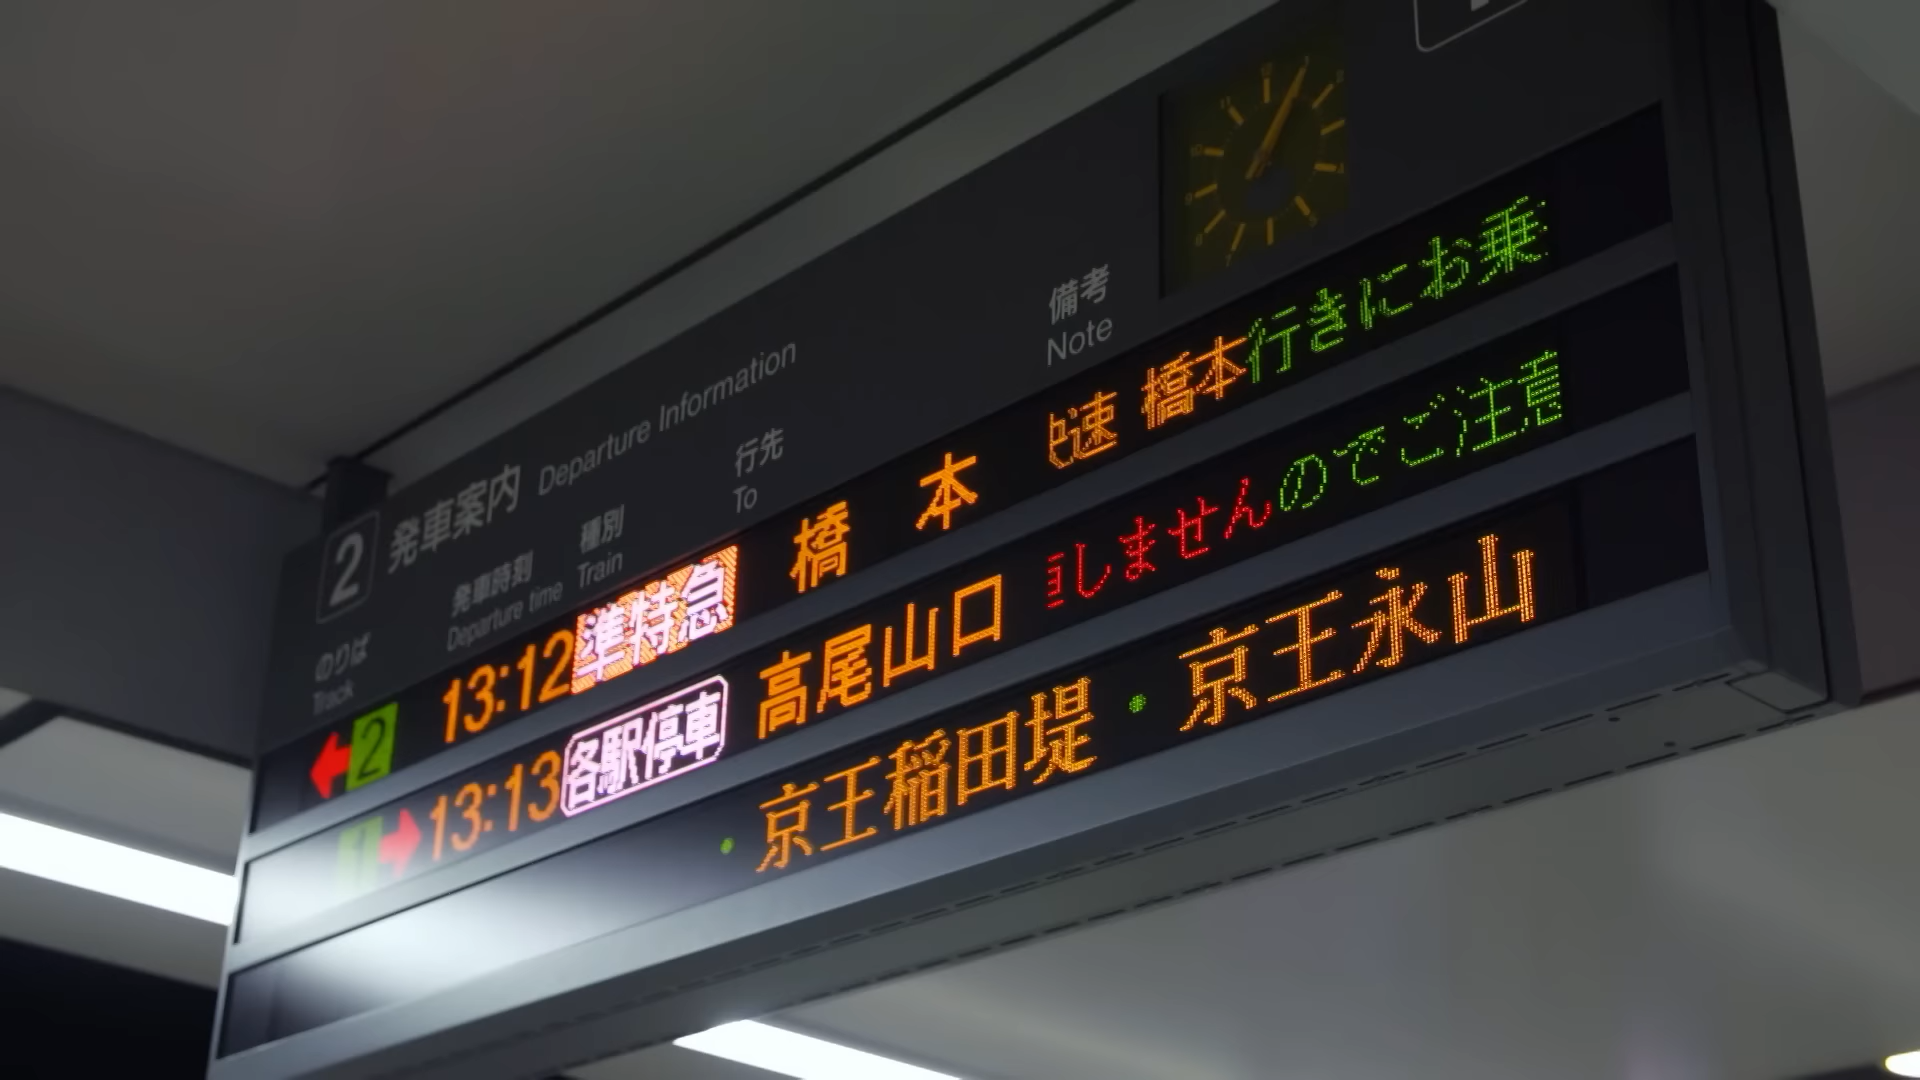 2 発車案内 Departure Information
のりば 発車時刻 種別 行先 備考
Track Departure time Train To Note
2 13:12 準特急 橋本 速 橋本行きにお乗
1 13:13 各駅停車 高尾山口 しませんのでご注意
・京王稲田堤・京王永山